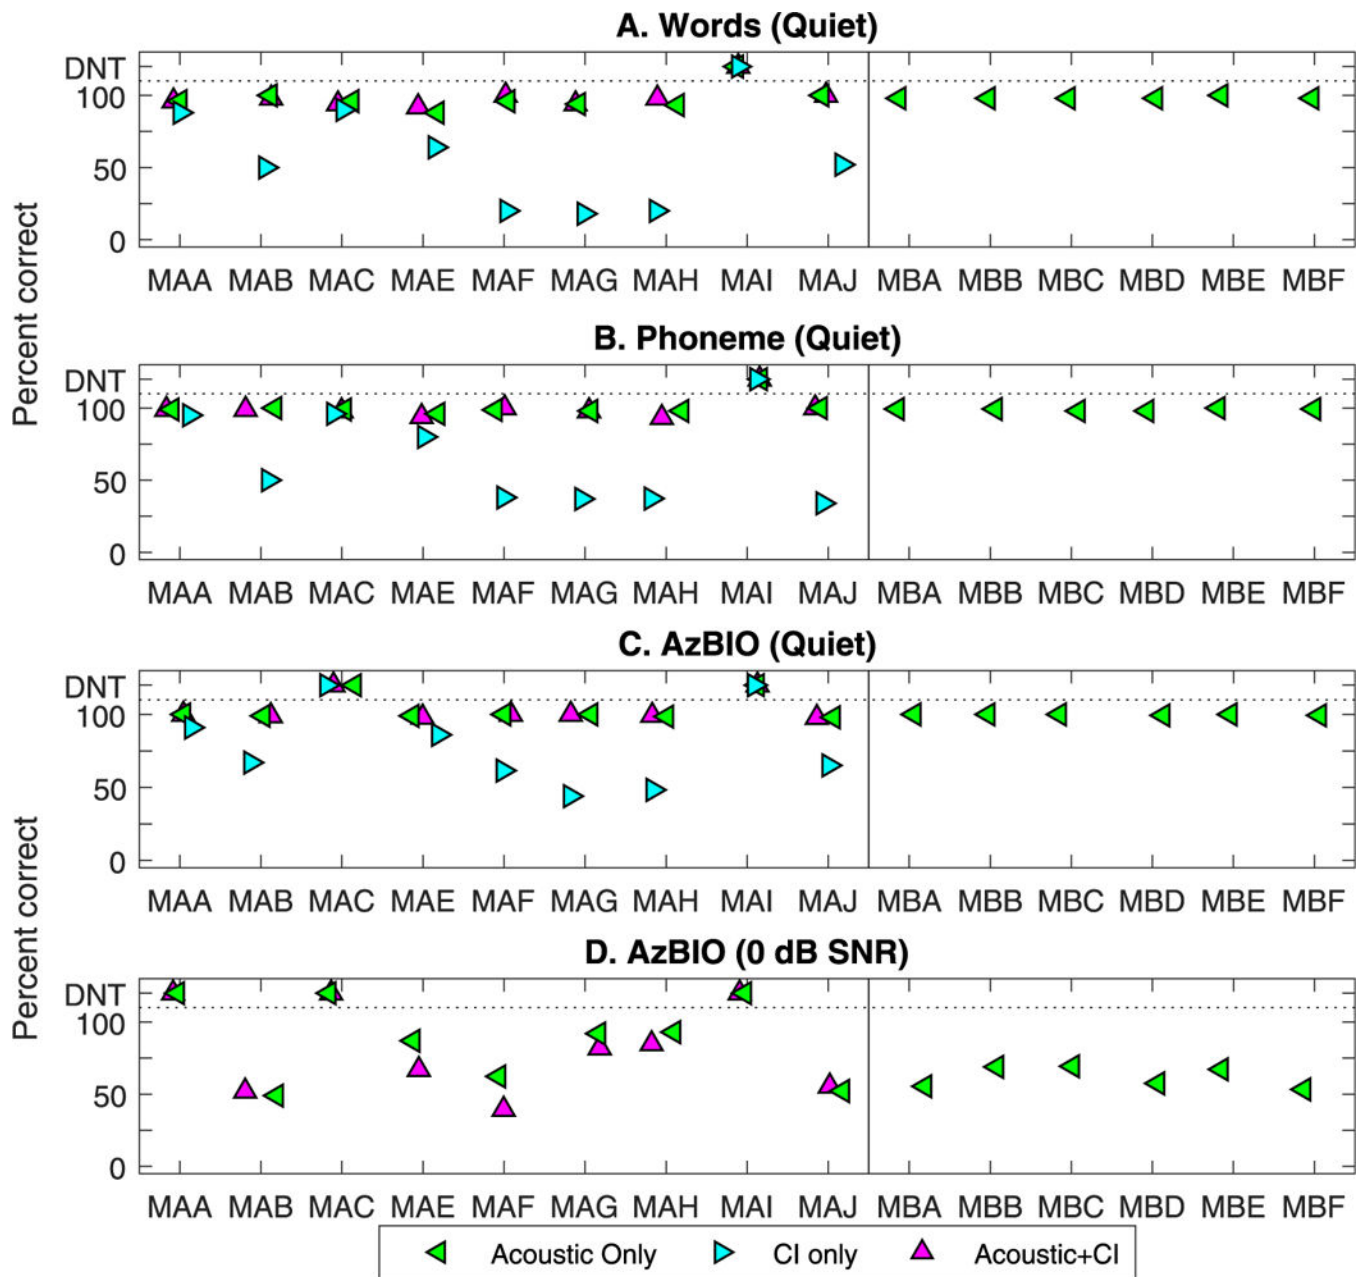 A. Words (Quiet)
DNT
100
50
0
MAA MAB MAC MAE MAF MAG MAH MAI MAJ MBA MBB MBC MBD MBE MBF
Percent correct
B. Phoneme (Quiet)
DNT
100
50
0
MAA MAB MAC MAE MAF MAG MAH MAI MAJ MBA MBB MBC MBD MBE MBF
C. AzBIO (Quiet)
DNT
100
50
0
MAA MAB MAC MAE MAF MAG MAH MAI MAJ MBA MBB MBC MBD MBE MBF
Percent correct
D. AzBIO (0 dB SNR)
DNT
100
50
0
MAA MAB MAC MAE MAF MAG MAH MAI MAJ MBA MBB MBC MBD MBE MBF
Acoustic Only CI only Acoustic+CI